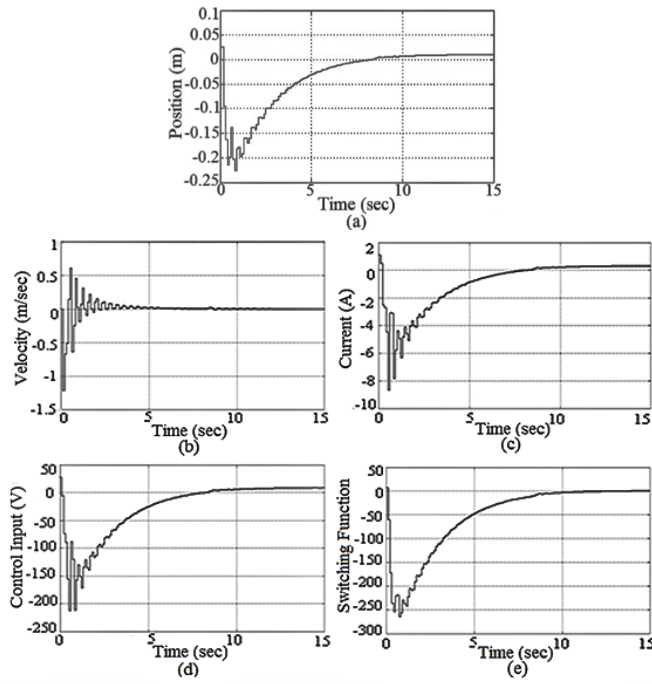 0.1
0.05
0
-0.05
-0.1
-0.15
-0.2
-0.25
Position (m)
0 5 10 15
Time (sec)
(a)
1
0.5
0
-0.5
-1
-1.5
Velocity (m/sec)
0 5 10 15
Time (sec)
(b)
2
0
-2
-4
-6
-8
-10
Current (A)
0 5 10 15
Time (sec)
(c)
50
0
-50
-100
-150
-200
-250
Control Input (V)
0 5 10 15
Time (sec)
(d)
50
0
-50
-100
-150
-200
-250
-300
Switching Function
0 5 10 15
Time (sec)
(e)